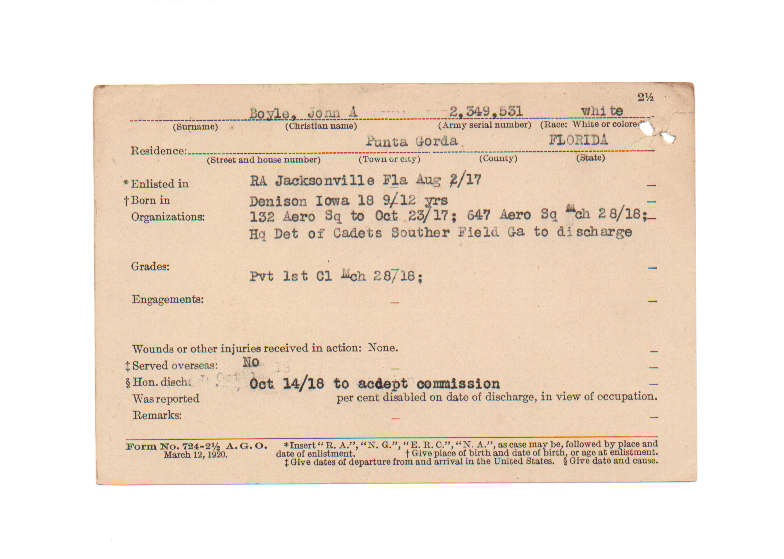 2½
Boyle, John A 2,349,531 white
(Surname) (Christian name) (Army serial number) (Race: White or colored)
Punta Gorda FLORIDA
Residence:
(Street and house number) (Town or city) (County) (State)
* Enlisted in RA Jacksonville Fla Aug 2/17
† Born in Denison Iowa 18 9/12 yrs
Organizations: 132 Aero Sq to Oct 23/17; 647 Aero Sq Mch 28/18;
Hq Det of Cadets Souther Field Ga to discharge
Grades:
Pvt 1st Cl Mch 28/18;
Engagements:
Wounds or other injuries received in action: None.
‡ Served overseas: No
§ Hon. disch: Oct 14/18 to accept commission
Was reported per cent disabled on date of discharge, in view of occupation.
Remarks:
Form No. 724-2½ A. G. O. *Insert "R. A.", "N. G.", "E. R. C.", "N. A.", as case may be, followed by place and
March 12, 1920. date of enlistment. † Give place of birth and date of birth, or age at enlistment.
‡ Give dates of departure from and arrival in the United States. § Give date and cause.